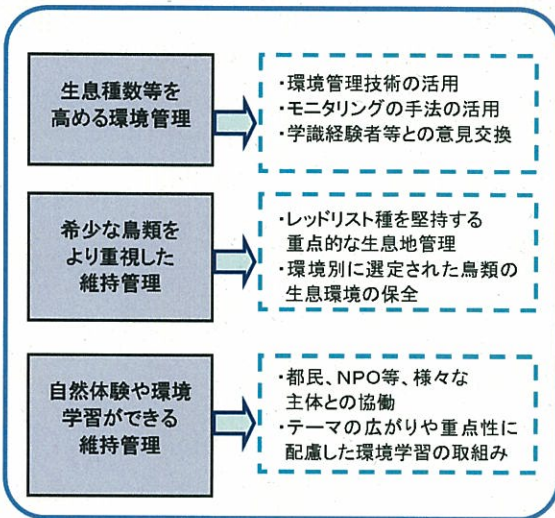 生息種数等を
高める環境管理
・環境管理技術の活用
・モニタリングの手法の活用
・学識経験者等との意見交換
希少な鳥類を
より重視した
維持管理
・レッドリスト種を堅持する
重点的な生息地管理
・環境別に選定された鳥類の
生息環境の保全
自然体験や環境
学習ができる
維持管理
・都民、NPO等、様々な
主体との協働
・テーマの広がりや重点性に
配慮した環境学習の取組み